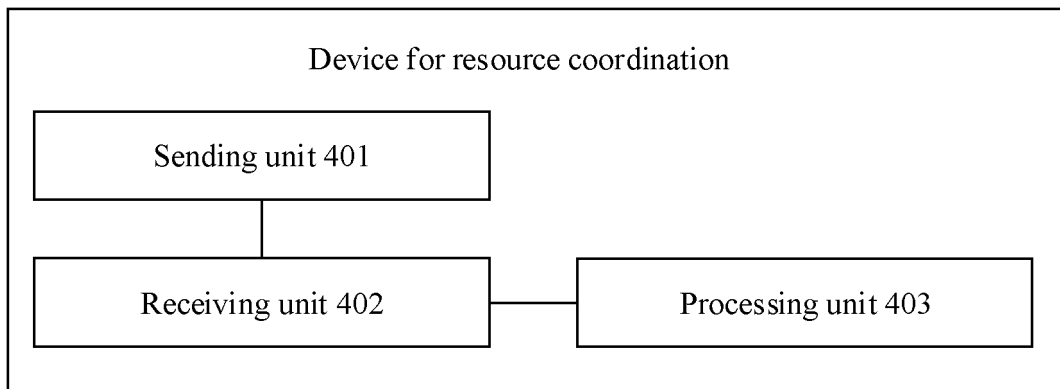 Device for resource coordination
Sending unit 401
Receiving unit 402
Processing unit 403